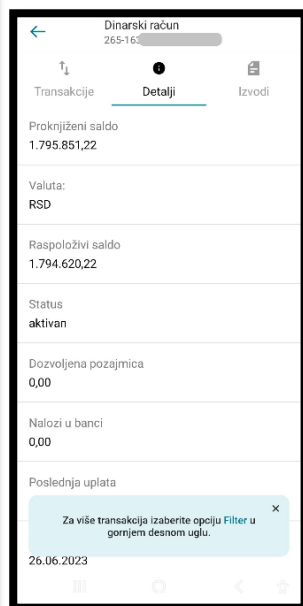 Dinarski račun
265-163
Transakcije
Detalji
Izvodi
Proknjiženi saldo
1.795.851,22
Valuta:
RSD
Raspoloživi saldo
1.794.620,22
Status
aktivan
Dozvoljena pozajmica
0,00
Nalozi u banci
0,00
Poslednja uplata
Za više transakcija izaberite opciju Filter u
gornjem desnom uglu.
26.06.2023